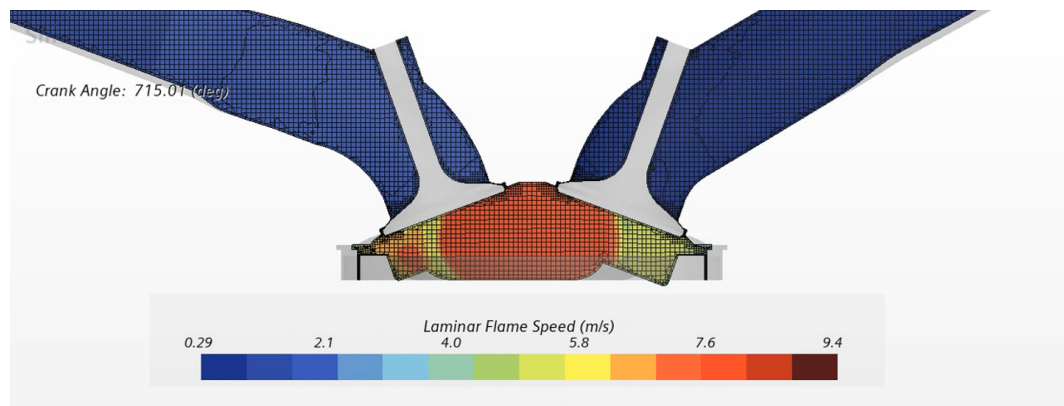 Crank Angle: 715.01 (deg)
Laminar Flame Speed (m/s)
0.29 2.1 4.0 5.8 7.6 9.4